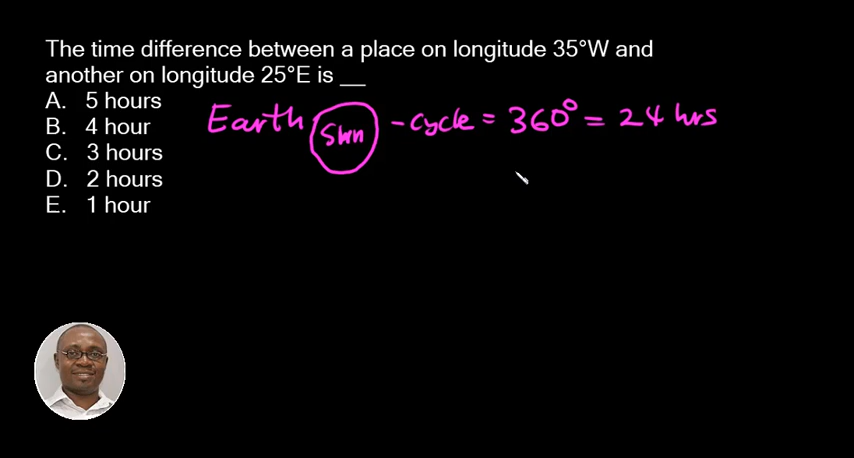 The time difference between a place on longitude 35°W and
another on longitude 25°E is __
A. 5 hours
B. 4 hour
C. 3 hours
D. 2 hours
E. 1 hour
Earth - Cycle = 360° = 24 hrs